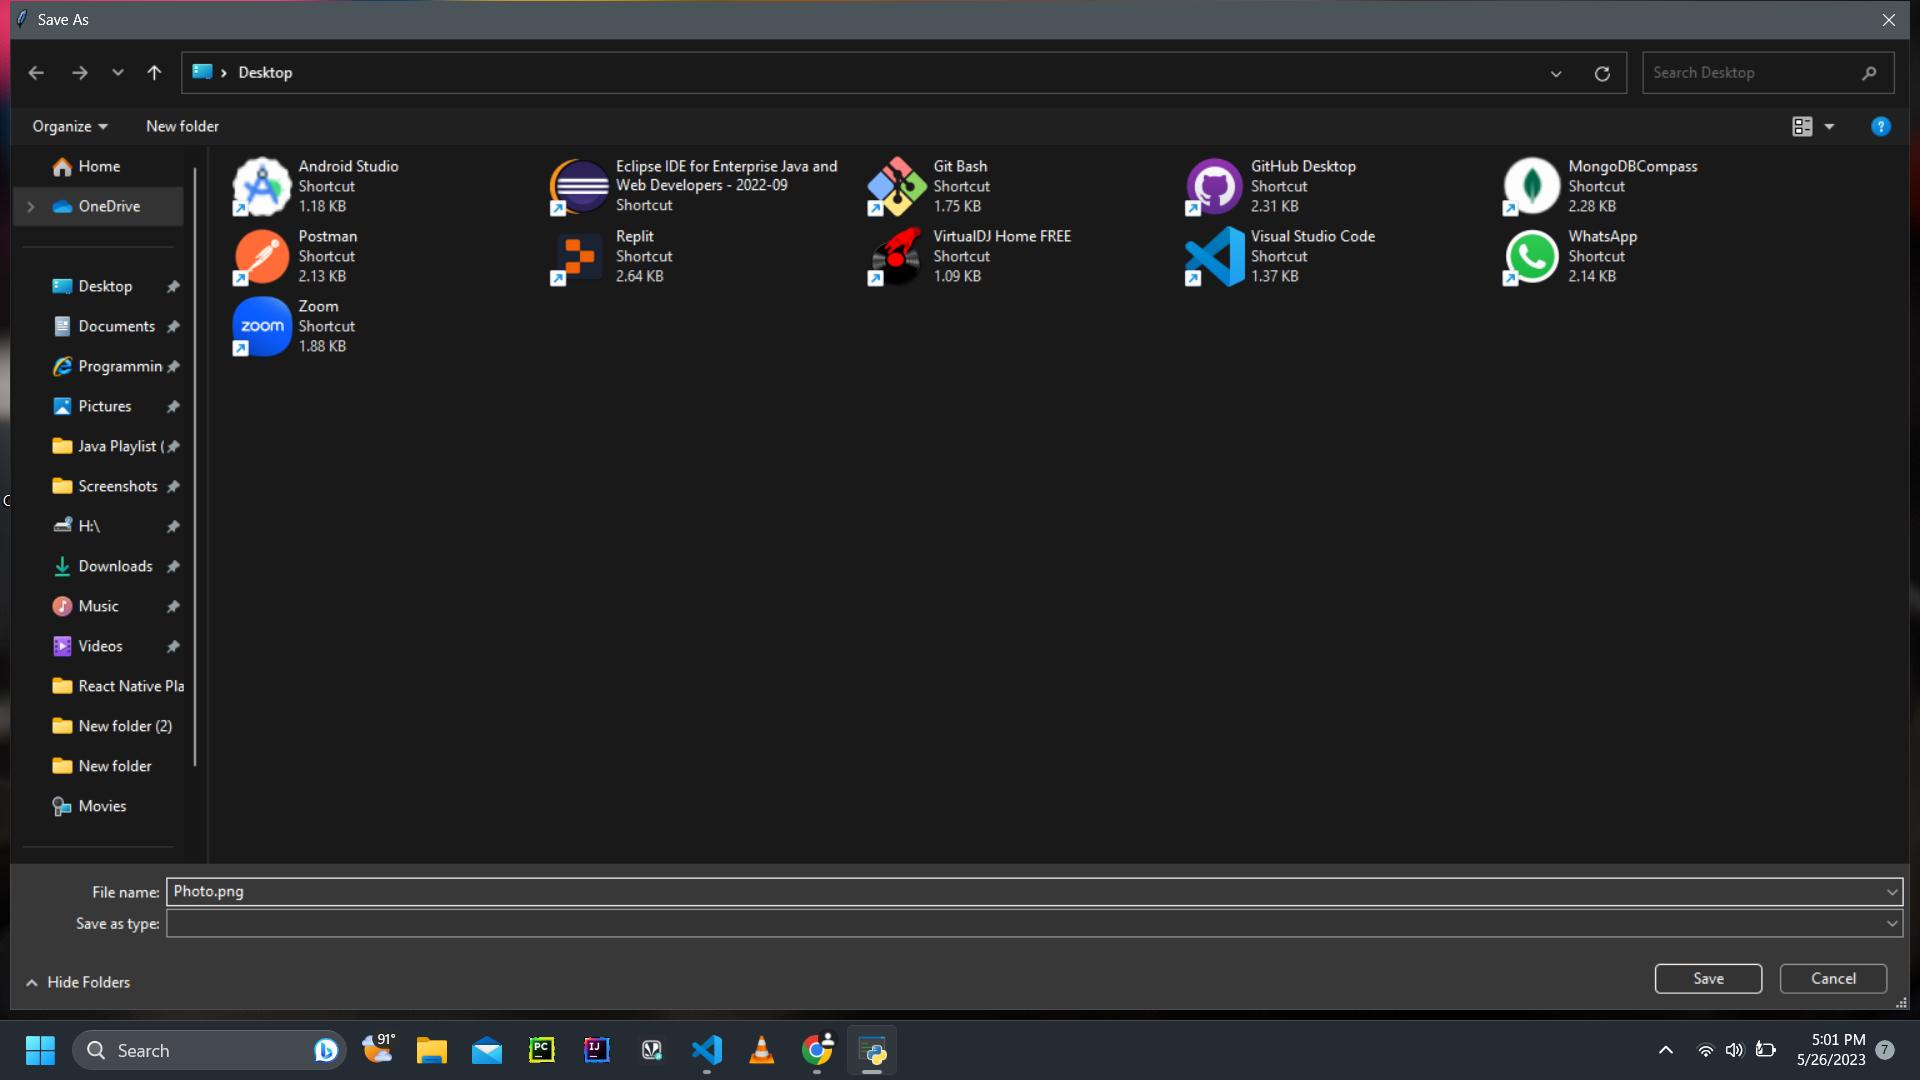 Save As
Desktop
Search Desktop
Organize
New folder
Home
OneDrive
Desktop
Documents
Programmin
Pictures
Java Playlist (
Screenshots
H:\
Downloads
Music
Videos
React Native Pla
New folder (2)
New folder
Movies
Android Studio
Shortcut
1.18 KB
Eclipse IDE for Enterprise Java and
Web Developers - 2022-09
Shortcut
Git Bash
Shortcut
1.75 KB
GitHub Desktop
Shortcut
2.31 KB
MongoDBCompass
Shortcut
2.28 KB
Postman
Shortcut
2.13 KB
Replit
Shortcut
2.64 KB
VirtualDJ Home FREE
Shortcut
1.09 KB
Visual Studio Code
Shortcut
1.37 KB
WhatsApp
Shortcut
2.14 KB
zoom
Zoom
Shortcut
1.88 KB
File name: Photo.png
Save as type:
Hide Folders
Save
Cancel
Search
91°
PC
IJ
5:01 PM
5/26/2023
7